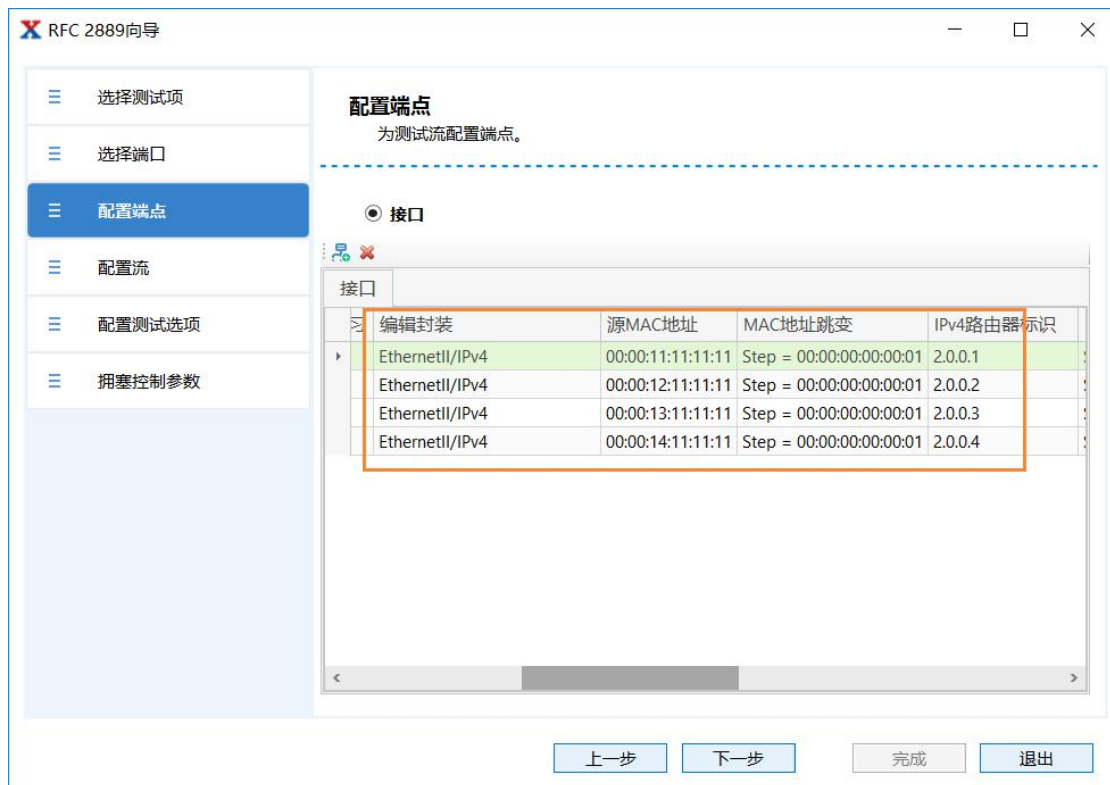 RFC 2889向导
选择测试项
选择端口
配置端点
配置流
配置测试选项
拥塞控制参数
配置端点
为测试流配置端点。
接口
接口
编辑封装 源MAC地址 MAC地址跳变 IPv4路由器标识
EthernetII/IPv4 00:00:11:11:11:11 Step = 00:00:00:00:00:01 2.0.0.1
EthernetII/IPv4 00:00:12:11:11:11 Step = 00:00:00:00:00:01 2.0.0.2
EthernetII/IPv4 00:00:13:11:11:11 Step = 00:00:00:00:00:01 2.0.0.3
EthernetII/IPv4 00:00:14:11:11:11 Step = 00:00:00:00:00:01 2.0.0.4
上一步 下一步 完成 退出